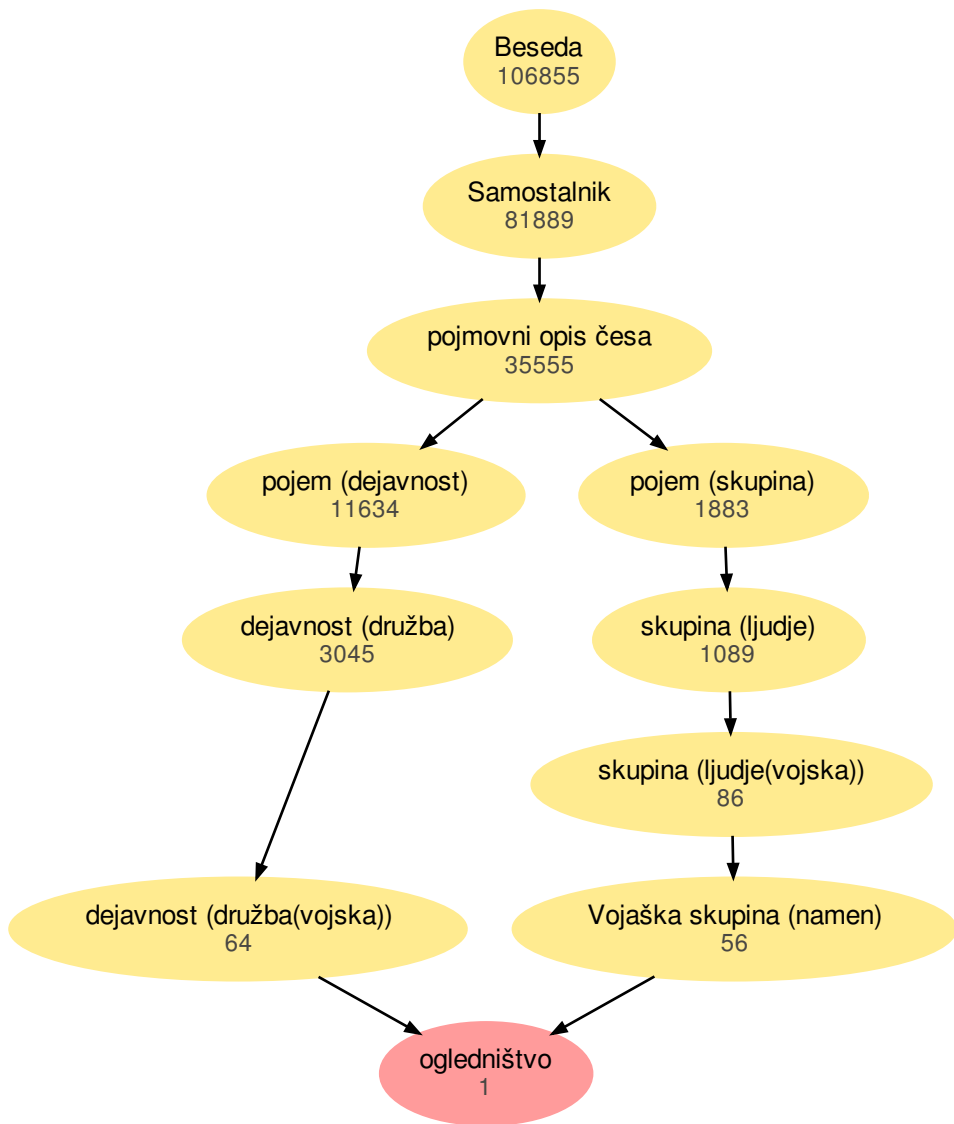 Beseda
106855
Samostalnik
81889
pojmovni opis česa
35555
pojem (dejavnost)
11634
pojem (skupina)
1883
dejavnost (družba)
3045
skupina (ljudje)
1089
skupina (ljudje(vojska))
86
dejavnost (družba(vojska))
64
Vojaška skupina (namen)
56
ogledništvo
1